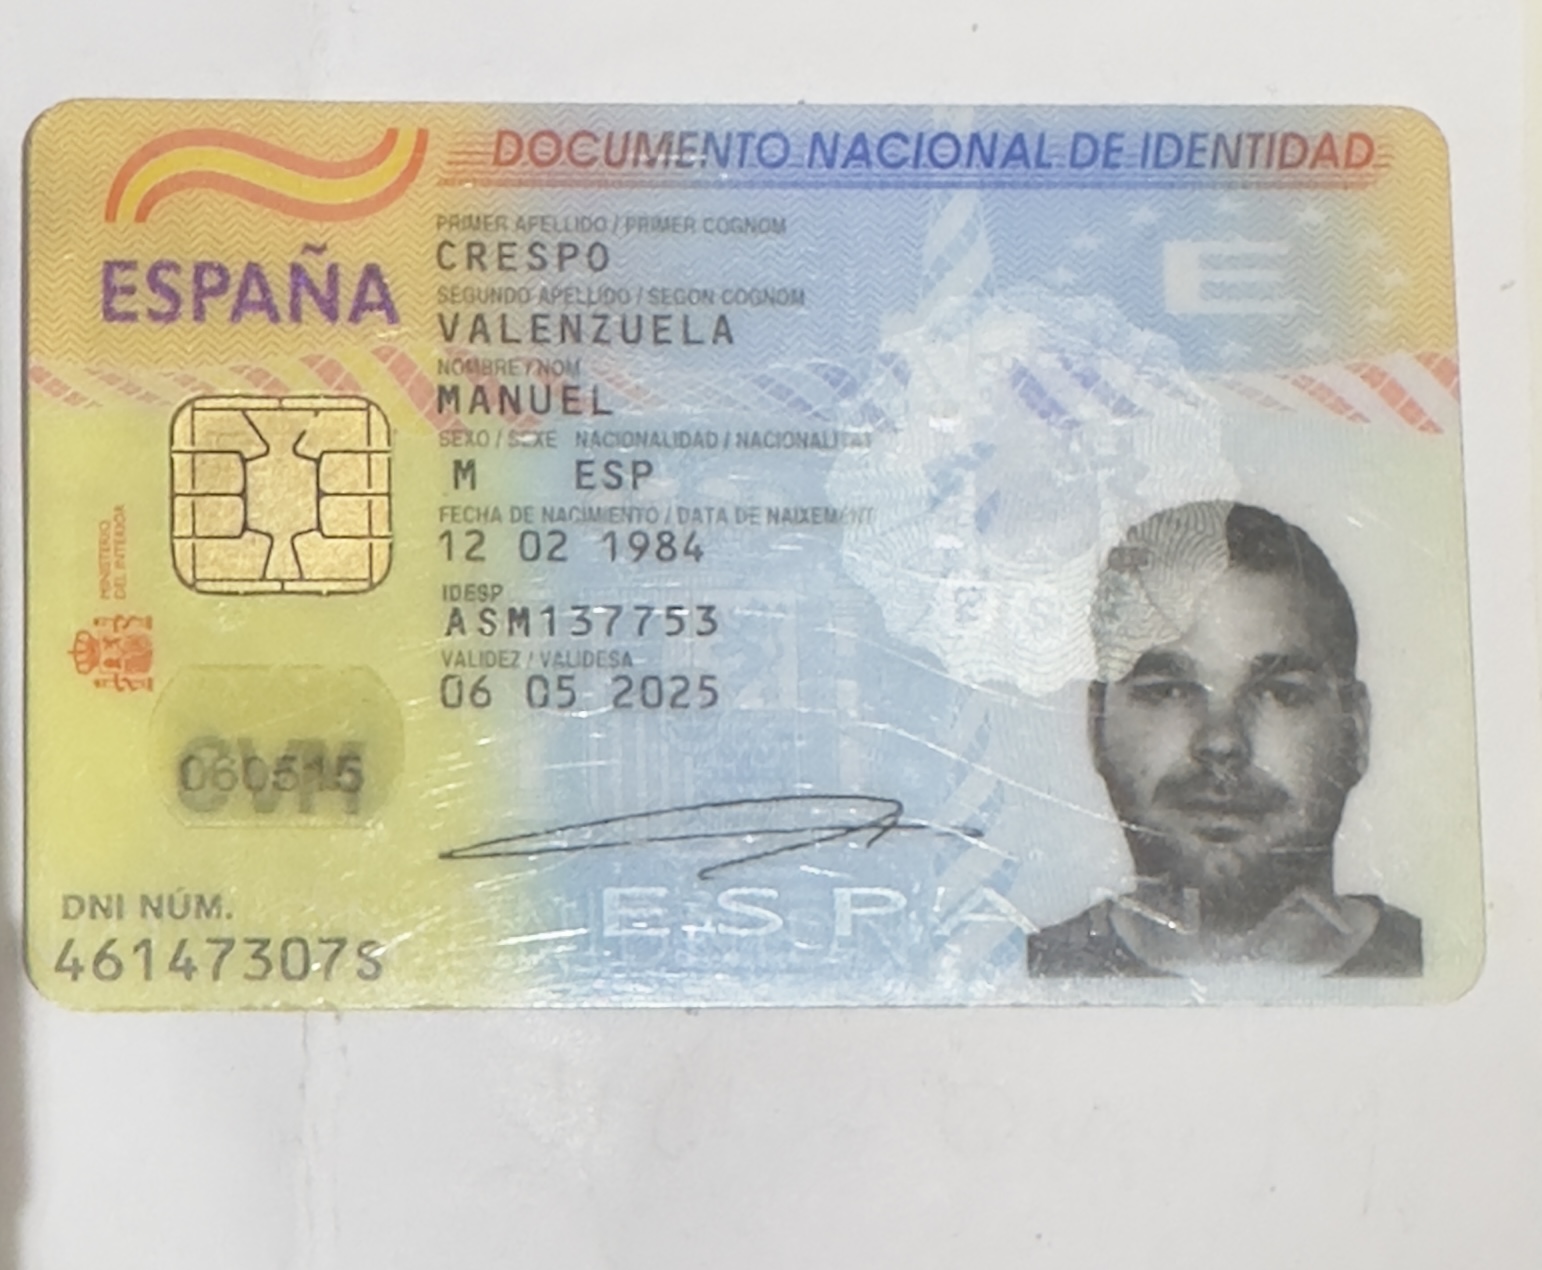 DOCUMENTO NACIONAL DE IDENTIDAD
ESPAÑA
PRIMER APELLIDO / PRIMER COGNOM
CRESPO
SEGUNDO APELLIDO / SEGON COGNOM
VALENZUELA
NOMBRE / NOM
MANUEL
SEXO / SEXE NACIONALIDAD / NACIONALITAT
M ESP
FECHA DE NACIMIENTO / DATA DE NAIXEMENT
12 02 1984
IDESP
ASM137753
VALIDEZ / VALIDESA
06 05 2025
MINISTERIO
DEL INTERIOR
060515
CVM
DNI NÚM.
46147307S
E
ESPAÑA